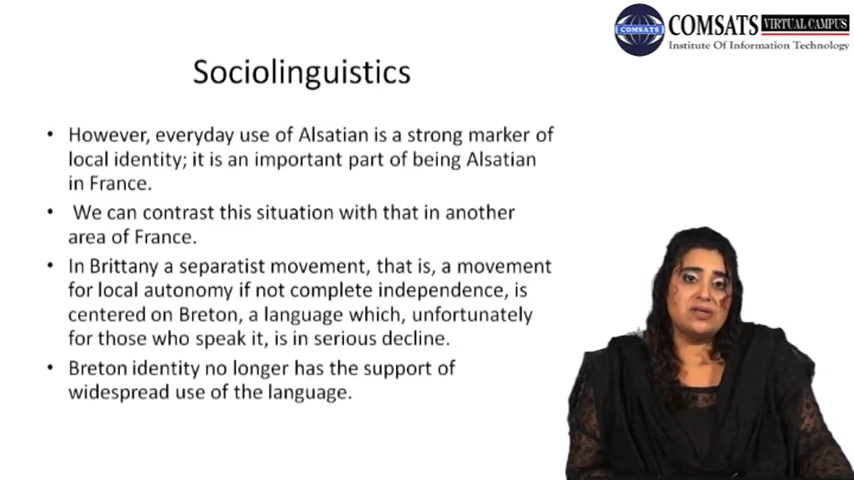 COMSATS
COMSATS VIRTUAL CAMPUS
Institute Of Information Technology
Sociolinguistics
• However, everyday use of Alsatian is a strong marker of
local identity; it is an important part of being Alsatian
in France.
• We can contrast this situation with that in another
area of France.
• In Brittany a separatist movement, that is, a movement
for local autonomy if not complete independence, is
centered on Breton, a language which, unfortunately
for those who speak it, is in serious decline.
• Breton identity no longer has the support of
widespread use of the language.